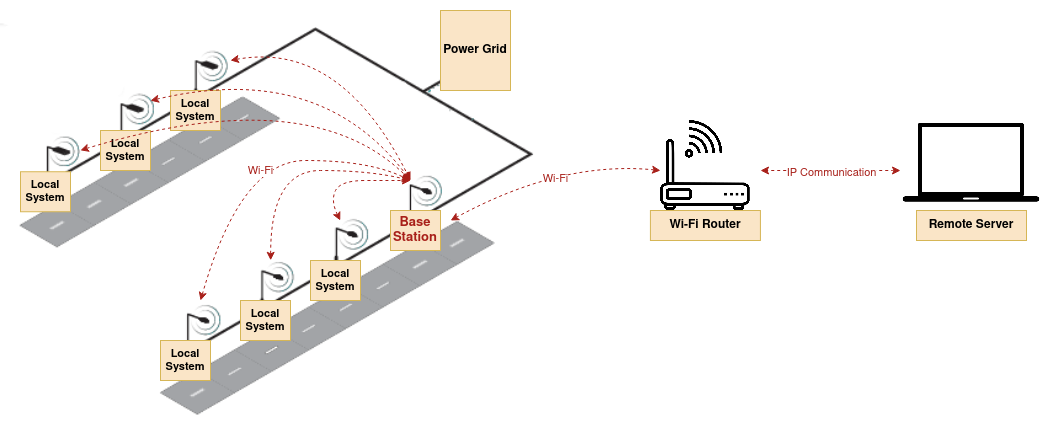 Power Grid
Local
System
Local
System
Local
System
Wi-Fi
Wi-Fi
IP Communication
Base
Station
Wi-Fi Router
Remote Server
Local
System
Local
System
Local
System